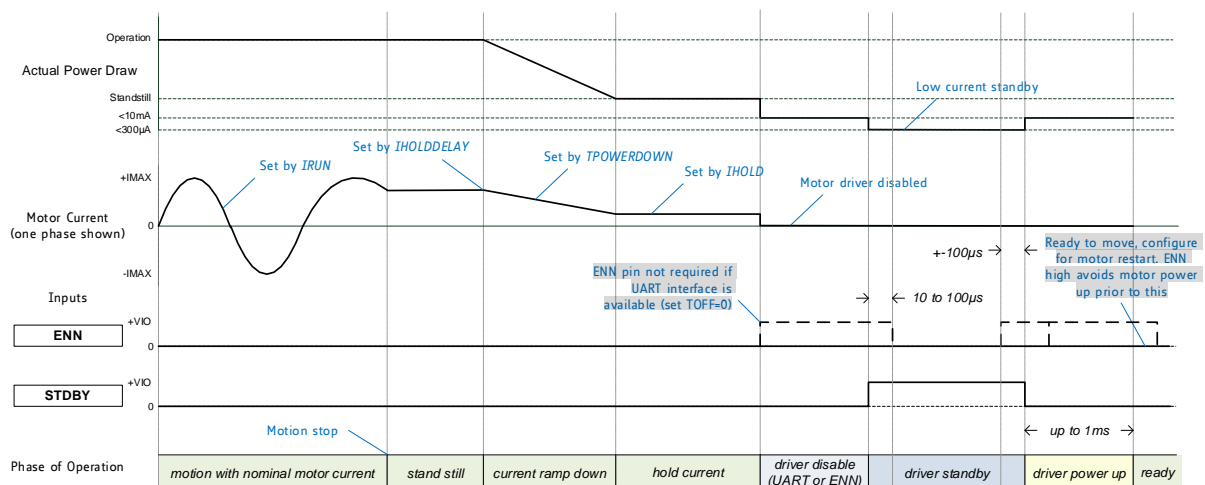 Operation
Actual Power Draw
Standstill
<10mA
<300µA
Low current standby
Set by IRUN
Set by IHOLDDELAY
Set by TPOWERDOWN
Set by IHOLD
Motor driver disabled
+IMAX
Motor Current
(one phase shown)
0
-IMAX
+-100µs
Ready to move, configure
for motor restart. ENN
high avoids motor power
up prior to this
ENN pin not required if
UART interface is
available (set TOFF=0)
10 to 100µs
Inputs
+VIO
ENN
0
+VIO
STDBY
0
Motion stop
up to 1ms
Phase of Operation
motion with nominal motor current
stand still
current ramp down
hold current
driver disable
(UART or ENN)
driver standby
driver power up
ready